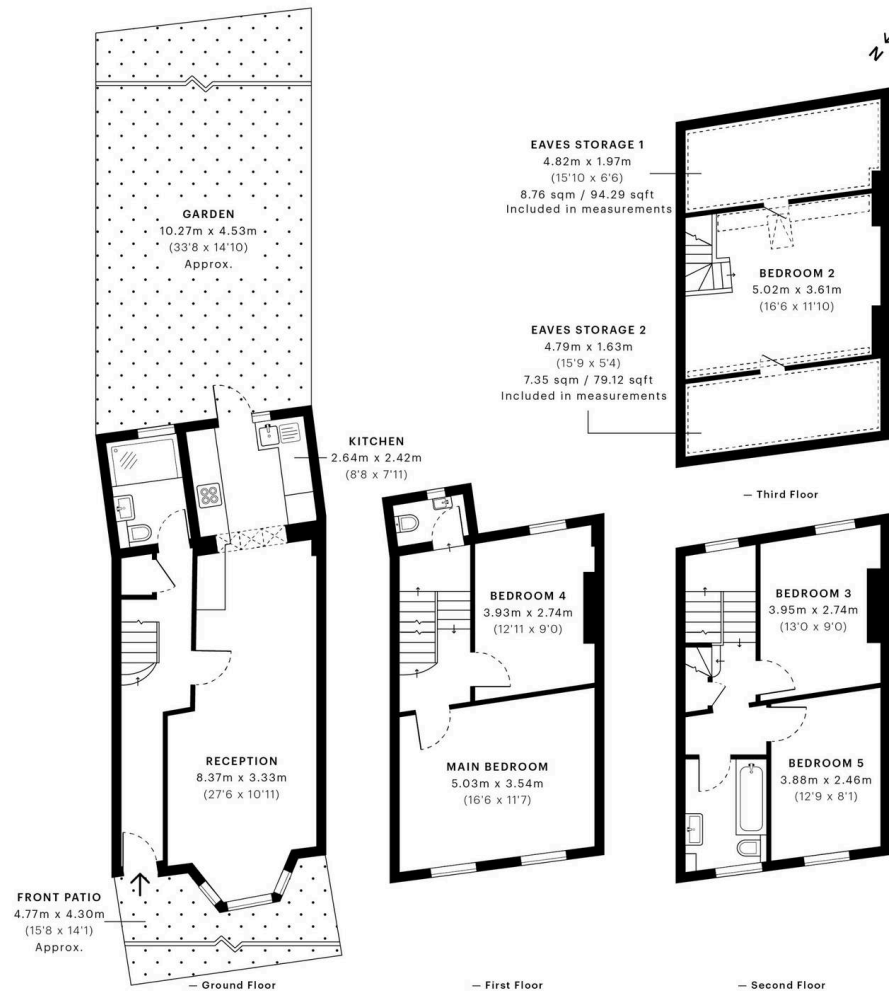 N
EAVES STORAGE 1
4.82m x 1.97m
(15'10 x 6'6)
8.76 sqm / 94.29 sqft
Included in measurements
GARDEN
10.27m x 4.53m
(33'8 x 14'10)
Approx.
BEDROOM 2
5.02m x 3.61m
(16'6 x 11'10)
EAVES STORAGE 2
4.79m x 1.63m
(15'9 x 5'4)
7.35 sqm / 79.12 sqft
Included in measurements
KITCHEN
2.64m x 2.42m
(8'8 x 7'11)
— Third Floor
BEDROOM 4
3.93m x 2.74m
(12'11 x 9'0)
BEDROOM 3
3.95m x 2.74m
(13'0 x 9'0)
RECEPTION
8.37m x 3.33m
(27'6 x 10'11)
MAIN BEDROOM
5.03m x 3.54m
(16'6 x 11'7)
BEDROOM 5
3.88m x 2.46m
(12'9 x 8'1)
FRONT PATIO
4.77m x 4.30m
(15'8 x 14'1)
Approx.
— Ground Floor
— First Floor
— Second Floor